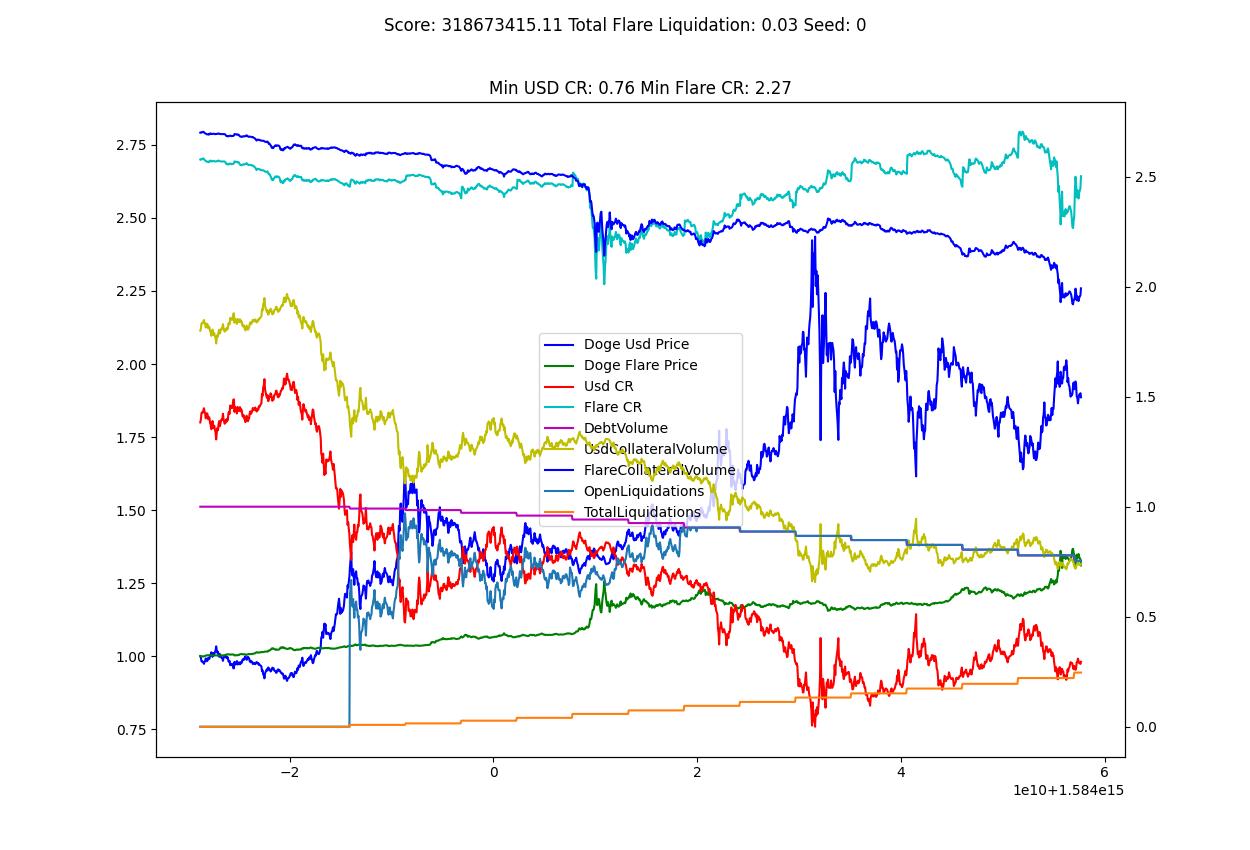 Score: 318673415.11 Total Flare Liquidation: 0.03 Seed: 0
Min USD CR: 0.76 Min Flare CR: 2.27
2.75
2.50
2.25
2.00
1.75
1.50
1.25
1.00
0.75
2.5
2.0
1.5
1.0
0.5
0.0
Doge Usd Price
Doge Flare Price
Usd CR
Flare CR
DebtVolume
UsdCollateralVolume
FlareCollateralVolume
OpenLiquidations
TotalLiquidations
−2 0 2 4 6
1e10+1.584e15